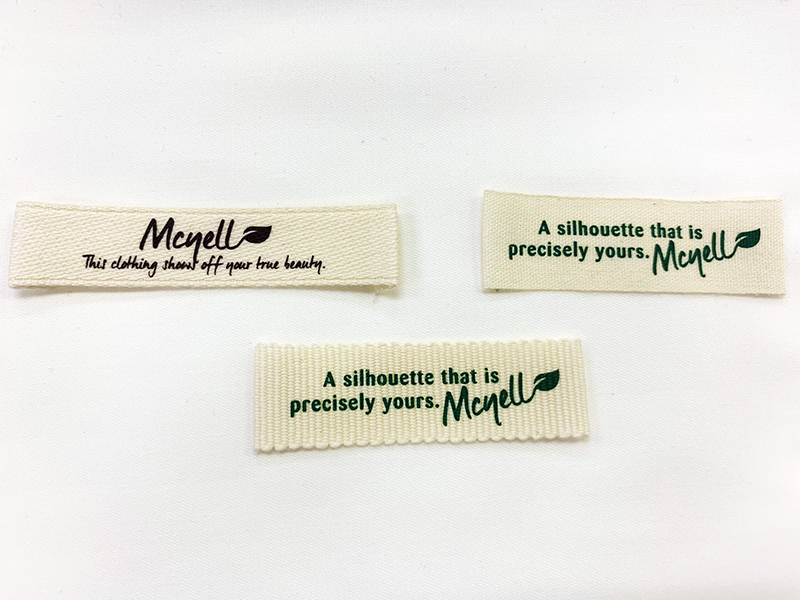 Mcyell
This clothing shows off your true beauty.
A silhouette that is
precisely yours. Mcyell
A silhouette that is
precisely yours. Mcyell